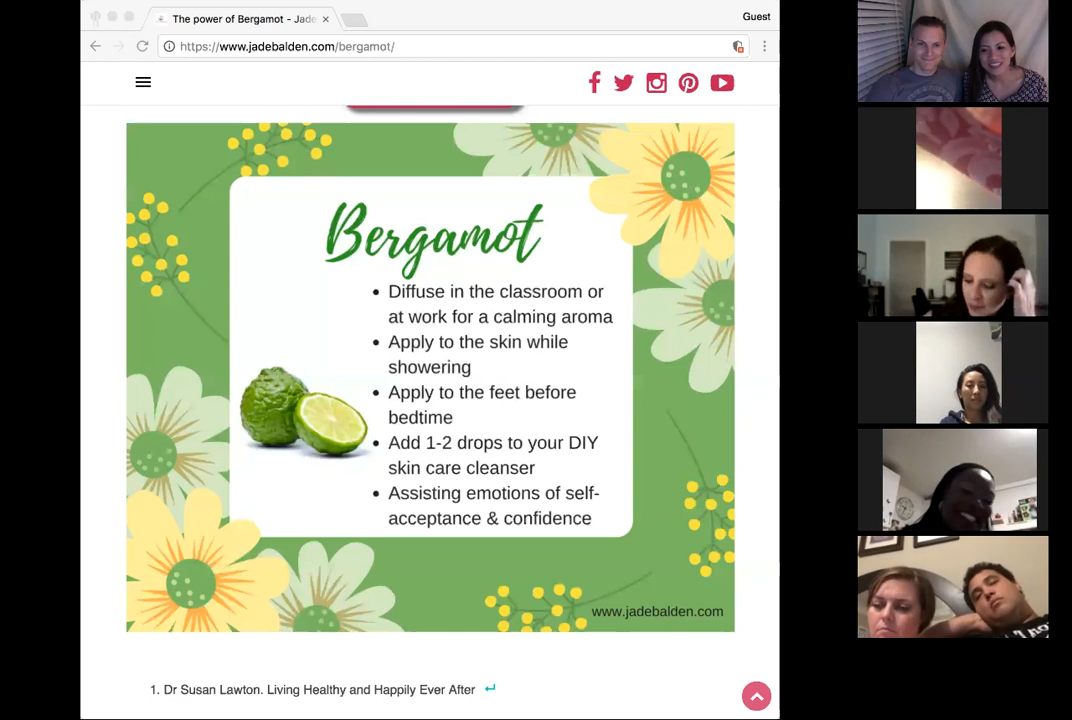 The power of Bergamot - Jade
Guest
https://www.jadebalden.com/bergamot/
Bergamot
• Diffuse in the classroom or
at work for a calming aroma
• Apply to the skin while
showering
• Apply to the feet before
bedtime
• Add 1-2 drops to your DIY
skin care cleanser
• Assisting emotions of self-
acceptance & confidence
www.jadebalden.com
1. Dr Susan Lawton. Living Healthy and Happily Ever After